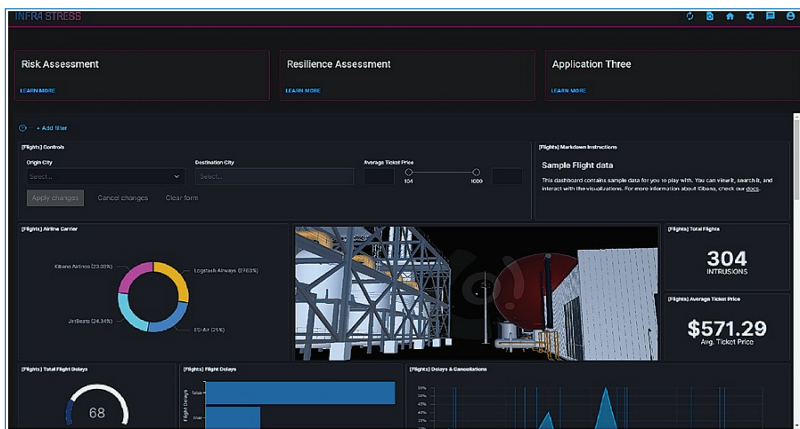 INFRA STRESS
Risk Assessment
LEARN MORE
Resilience Assessment
LEARN MORE
Application Three
LEARN MORE
+ Add filter
[Flights] Controls
Origin City
Select...
Destination City
Select...
Average Ticket Price
104
1000
Apply changes
Cancel changes
Clear form
[Flights] Markdown Instructions
Sample Flight data
This dashboard contains sample data for you to play with. You can view it, search it, and
interact with the visualizations. For more information about Kibana, check our docs.
[Flights] Airline Carrier
Logstash Airways (27.63%)
ES-Air (25%)
JetBeats (24.34%)
[Flights] Total Flights
304
INTRUSIONS
[Flights] Average Ticket Price
$571.29
Avg. Ticket Price
[Flights] Total Flight Delays
68
[Flights] Flight Delays
Flight Delays
false
true
[Flights] Delays & Cancellations